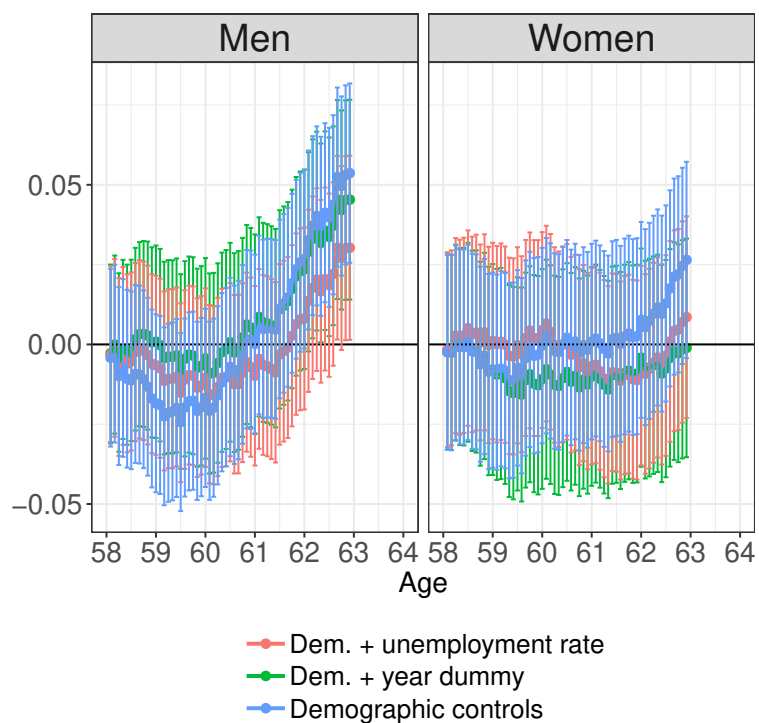 Men Women
0.05
0.00
−0.05
58 59 60 61 62 63 64 58 59 60 61 62 63 64
Age
Dem. + unemployment rate
Dem. + year dummy
Demographic controls